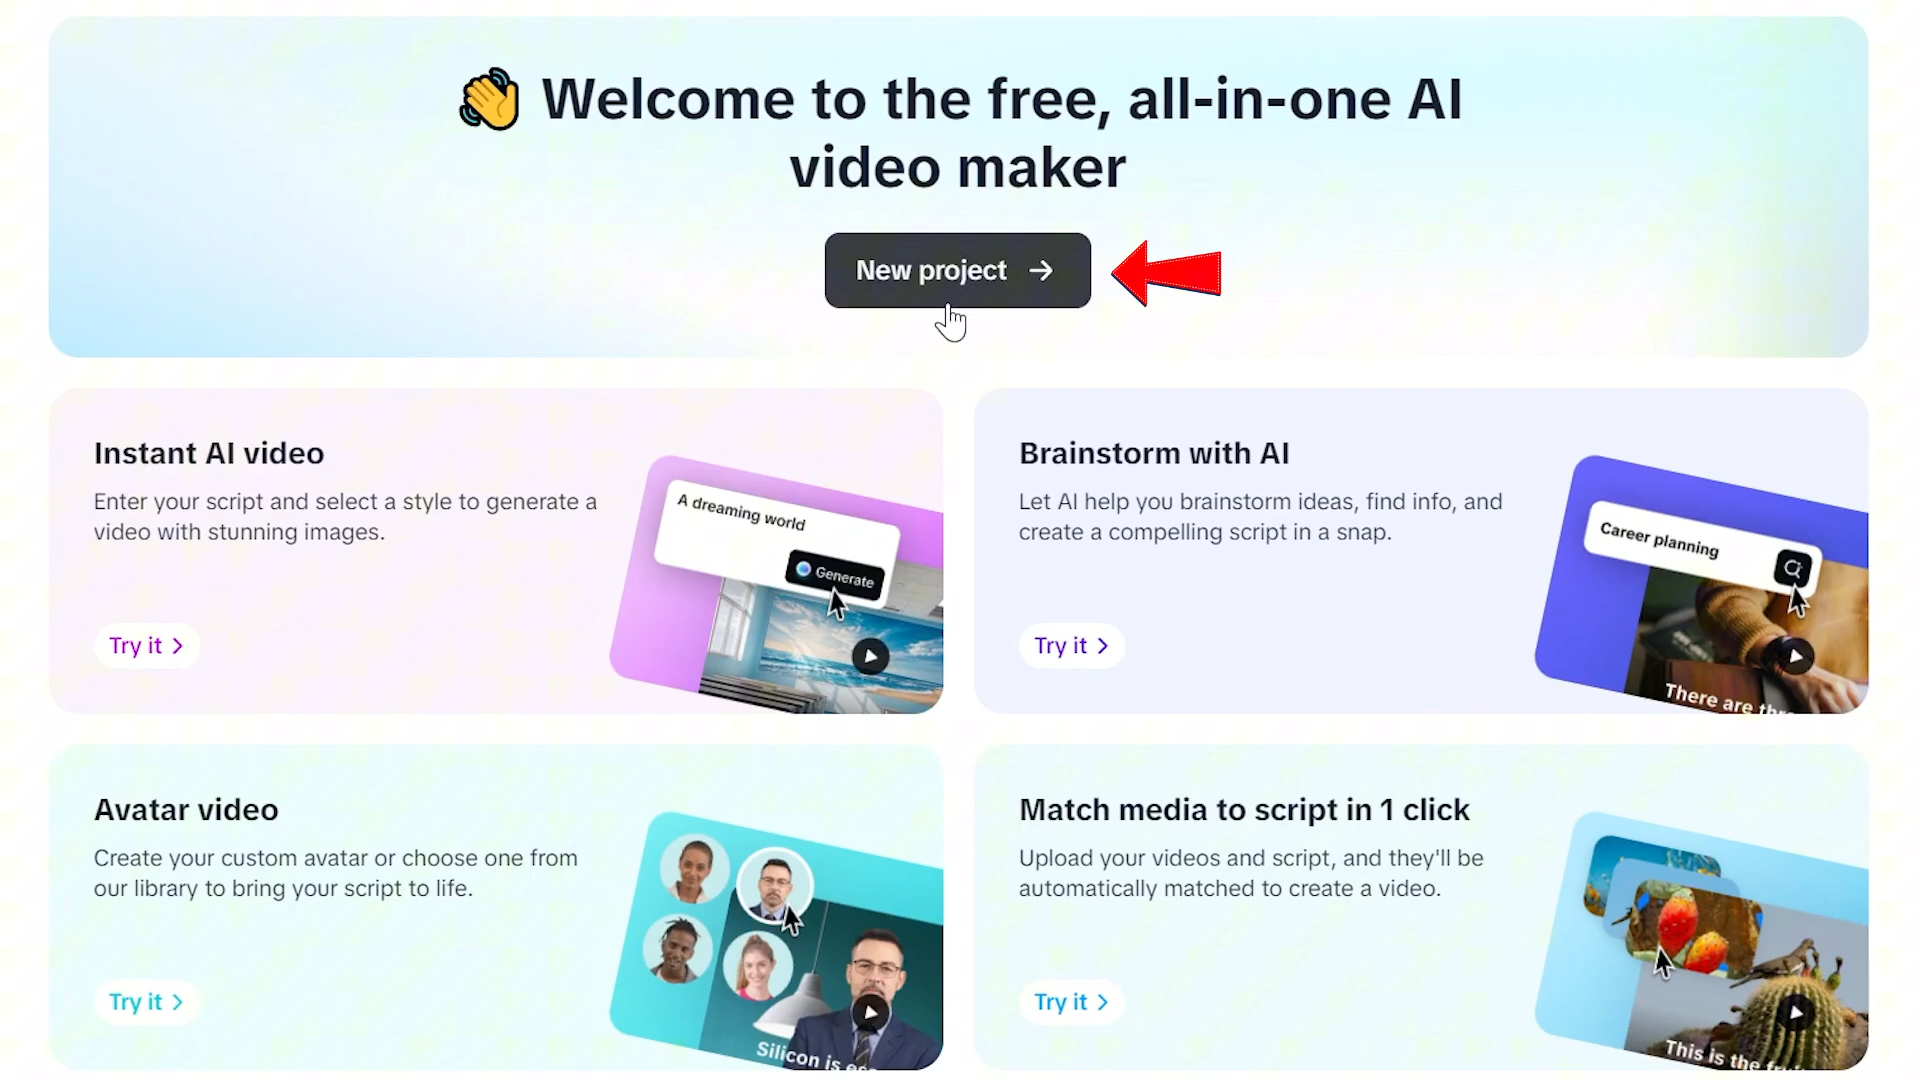 Welcome to the free, all-in-one AI
video maker
New project
Instant AI video
Enter your script and select a style to generate a
video with stunning images.
Try it
A dreaming world
Generate
Brainstorm with AI
Let AI help you brainstorm ideas, find info, and
create a compelling script in a snap.
Try it
Career planning
There are
Avatar video
Create your custom avatar or choose one from
our library to bring your script to life.
Try it
Silicon is
Match media to script in 1 click
Upload your videos and script, and they'll be
automatically matched to create a video.
Try it
This is the